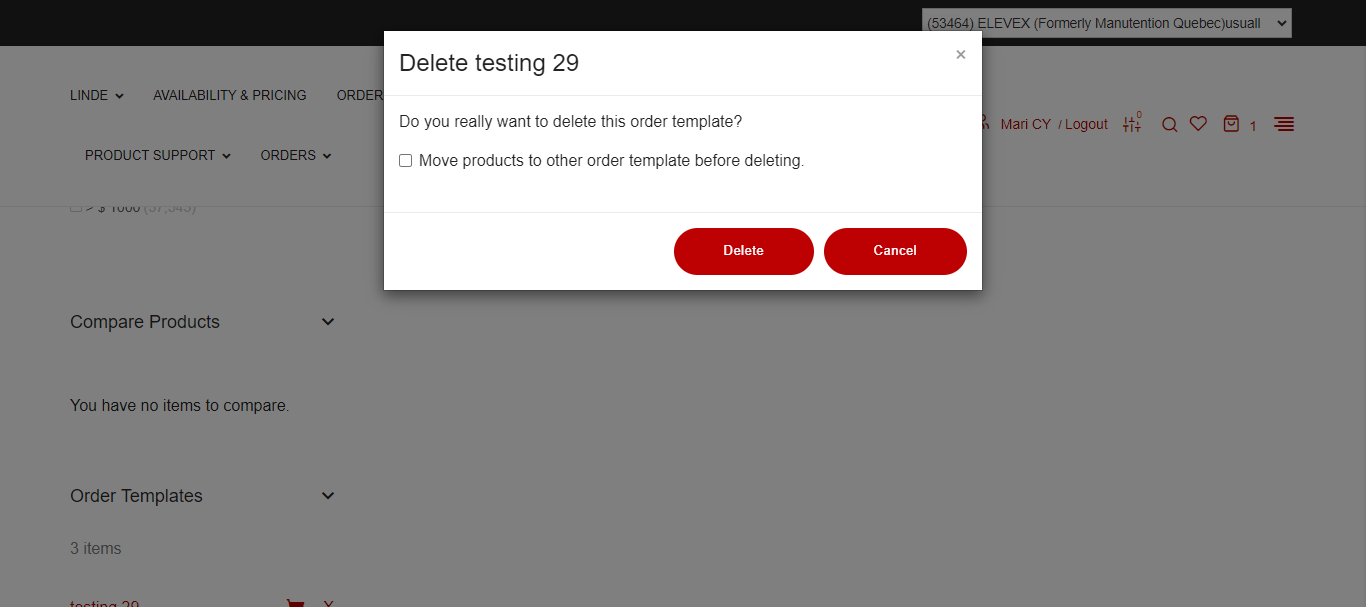 (53464) ELEVEX (Formerly Manutention Quebec)usuall
Delete testing 29
×
LINDE
AVAILABILITY & PRICING
ORDER
Do you really want to delete this order template?
Mari CY / Logout
0
1
PRODUCT SUPPORT
ORDERS
Move products to other order template before deleting.
> $ 1000 (57,343)
Delete
Cancel
Compare Products
You have no items to compare.
Order Templates
3 items
testing 29
X